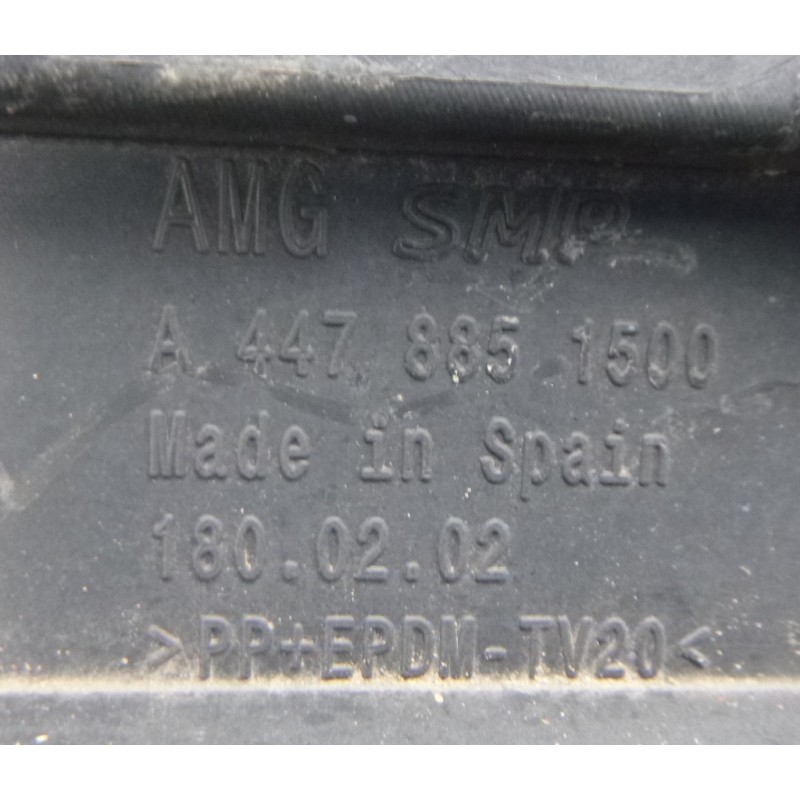 AMG SMP
A 447 885 1500
Made in Spain
180.02.02
>PP+EPDM-TV20<